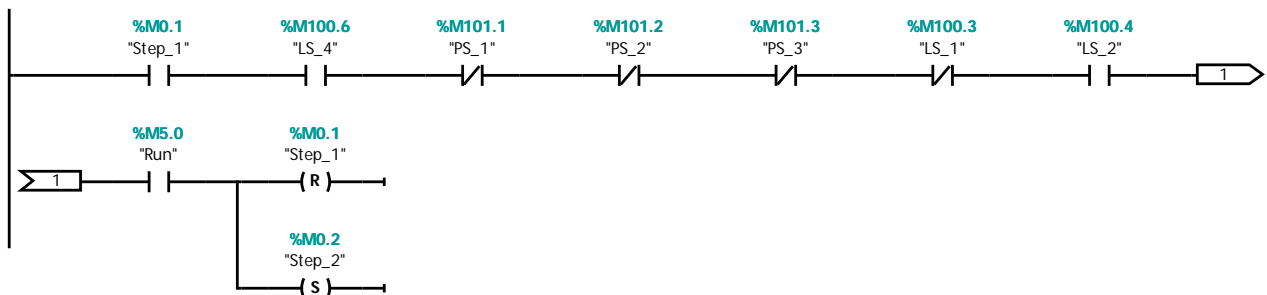 %M0.1 %M100.6 %M101.1 %M101.2 %M101.3 %M100.3 %M100.4
"Step_1" "LS_4" "PS_1" "PS_2" "PS_3" "LS_1" "LS_2"
1
%M5.0 %M0.1
"Run" "Step_1"
1 R
%M0.2
"Step_2"
S